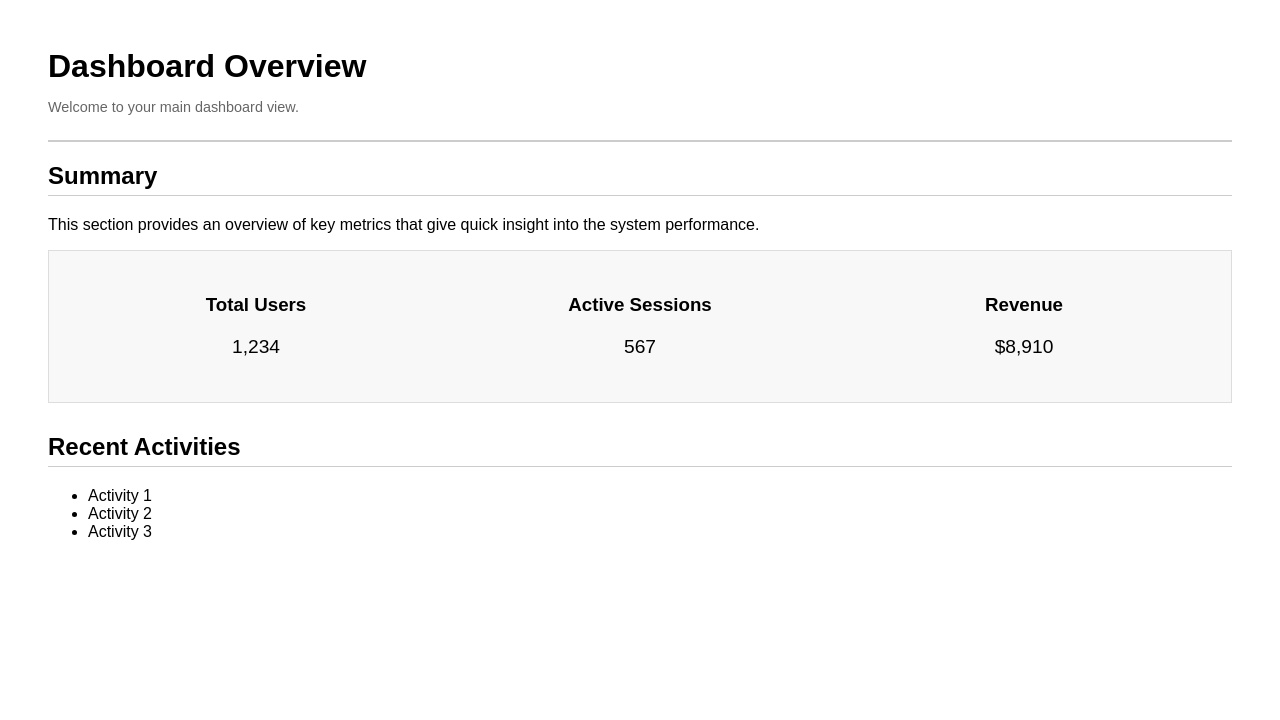 Dashboard Overview
Welcome to your main dashboard view.
Summary
This section provides an overview of key metrics that give quick insight into the system performance.
Total Users
1,234
Active Sessions
567
Revenue
$8,910
Recent Activities
Activity 1
Activity 2
Activity 3